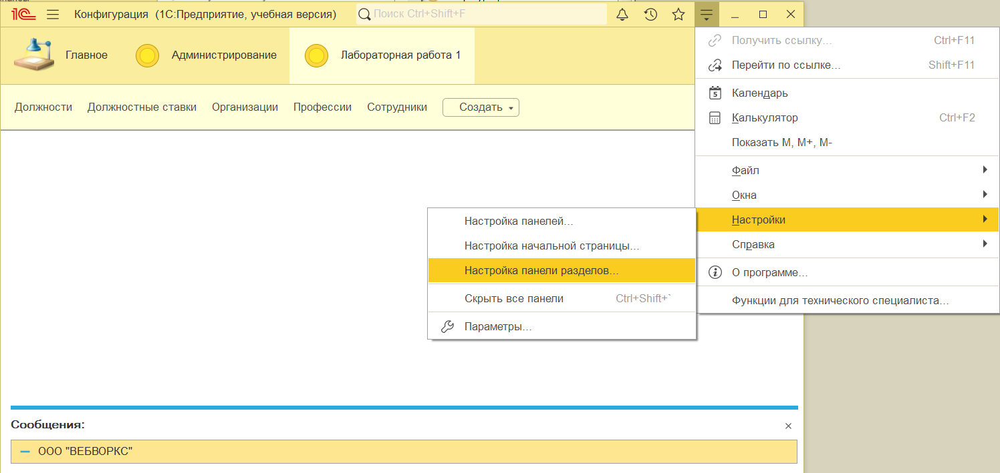 1С Конфигурация (1С:Предприятие, учебная версия) Поиск Ctrl+Shift+F
Главное Администрирование Лабораторная работа 1
Должности Должностные ставки Организации Профессии Сотрудники Создать
Получить ссылку... Ctrl+F11
Перейти по ссылке... Shift+F11
5 Календарь
Калькулятор Ctrl+F2
Показать M, M+, M-
Файл
Окна
Настройки
Справка
О программе...
Функции для технического специалиста...
Настройка панелей...
Настройка начальной страницы...
Настройка панели разделов...
Скрыть все панели Ctrl+Shift+`
Параметры...
Сообщения:
ООО "ВЕБВОРКС"